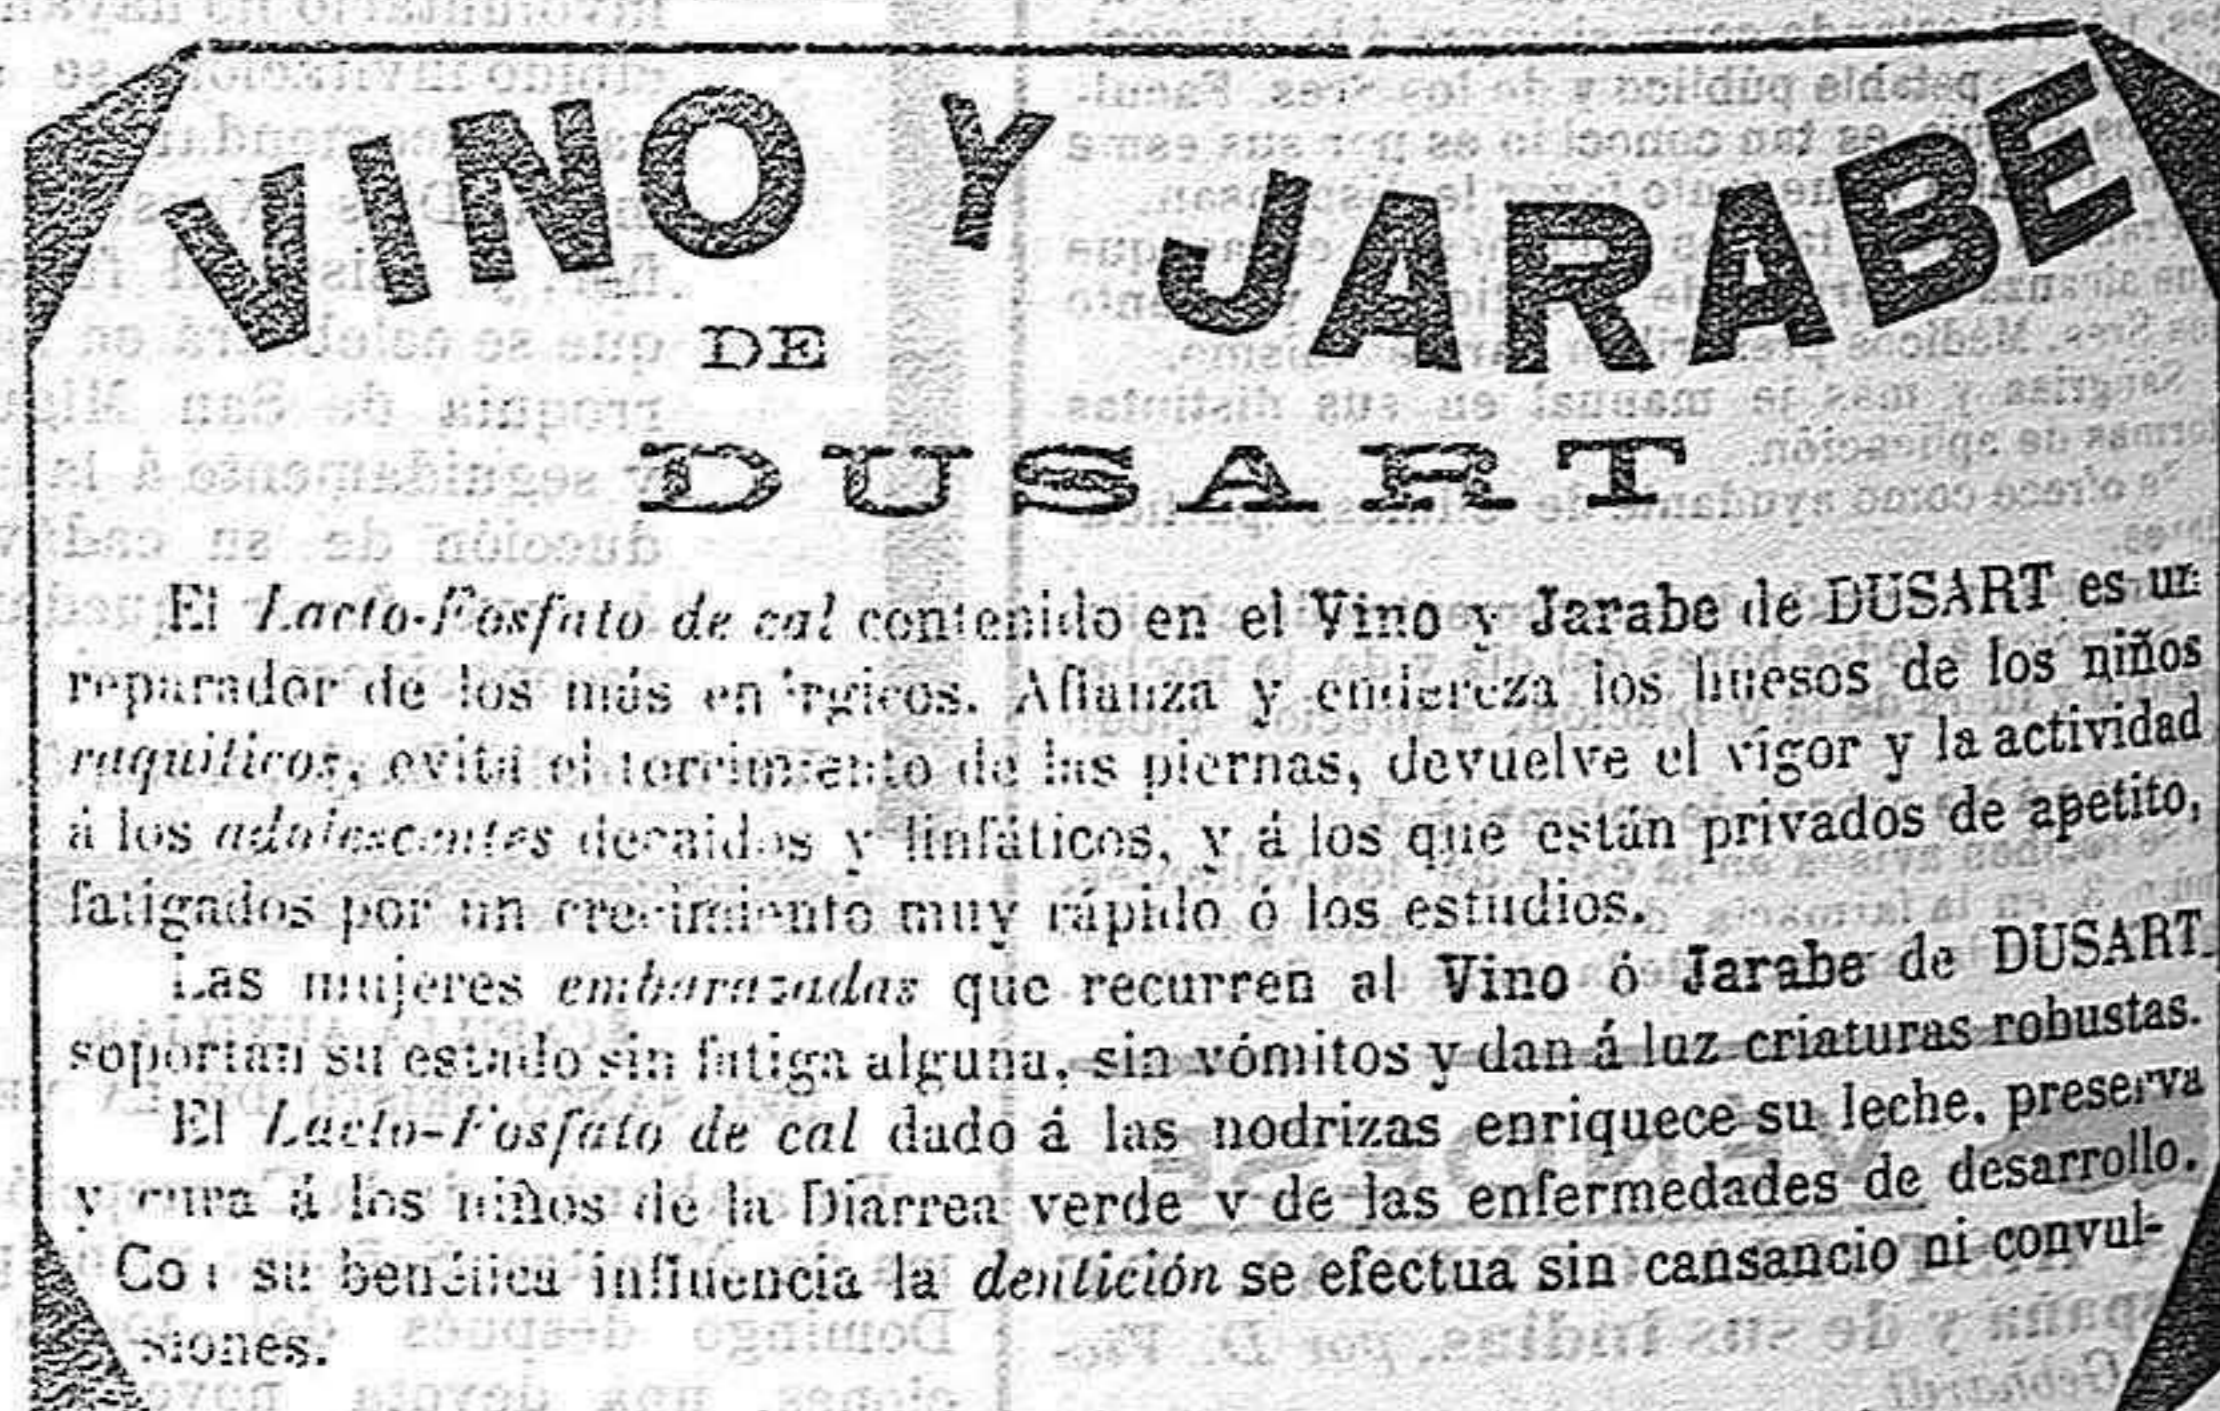 VINO Y JARABE
DE
DUSART
El Lacto-Fosfato de cal contenido en el Vino y Jarabe de DUSART es un
reparador de los más enérgicos. Afianza y endereza los huesos de los niños
raquíticos, evita el torcimiento de las piernas, devuelve el vigor y la actividad
á los adolescentes decaidos y linfáticos, y á los que están privados de apetito,
fatigados por un crecimiento muy rápido ó los estudios.
Las mujeres embarazadas que recurren al Vino ó Jarabe de DUSART
soportan su estado sin fatiga alguna, sin vómitos y dan á luz criaturas robustas.
El Lacto-Fosfato de cal dado á las nodrizas enriquece su leche, preserva
y cura á los niños de la Diarrea verde y de las enfermedades de desarrollo.
Con su benéfica influencia la dentición se efectua sin cansancio ni convul-
siones.